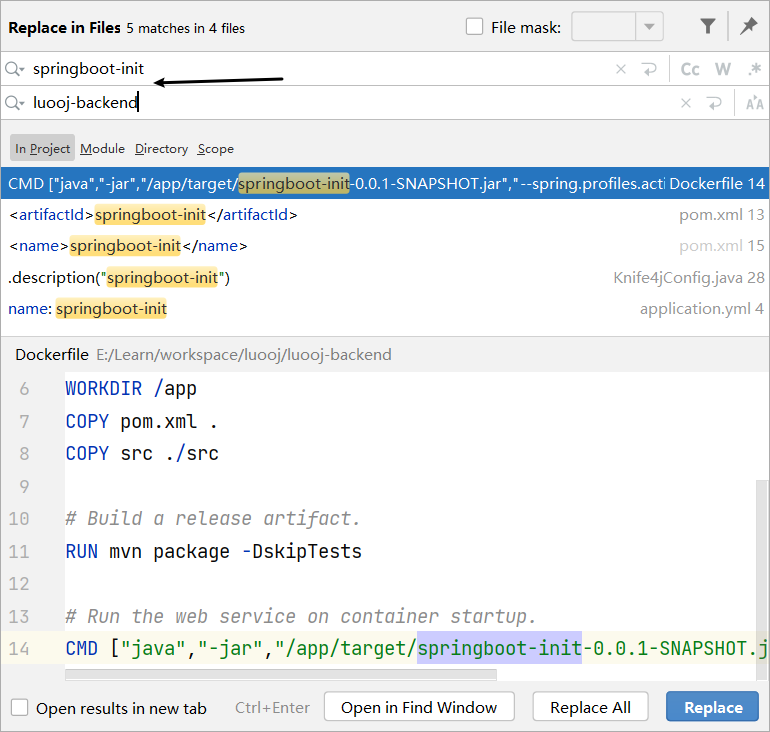 Replace in Files 5 matches in 4 files File mask:
springboot-init Cc W .*
luooj-backend
In Project Module Directory Scope
CMD ["java","-jar","/app/target/springboot-init-0.0.1-SNAPSHOT.jar","--spring.profiles.acti Dockerfile 14
<artifactId>springboot-init</artifactId> pom.xml 13
<name>springboot-init</name> pom.xml 15
.description("springboot-init") Knife4jConfig.java 28
name: springboot-init application.yml 4
Dockerfile E:/Learn/workspace/luooj/luooj-backend
6 WORKDIR /app
7 COPY pom.xml .
8 COPY src ./src
9
10 # Build a release artifact.
11 RUN mvn package -DskipTests
12
13 # Run the web service on container startup.
14 CMD ["java","-jar","/app/target/springboot-init-0.0.1-SNAPSHOT.j
Open results in new tab Ctrl+Enter Open in Find Window Replace All Replace